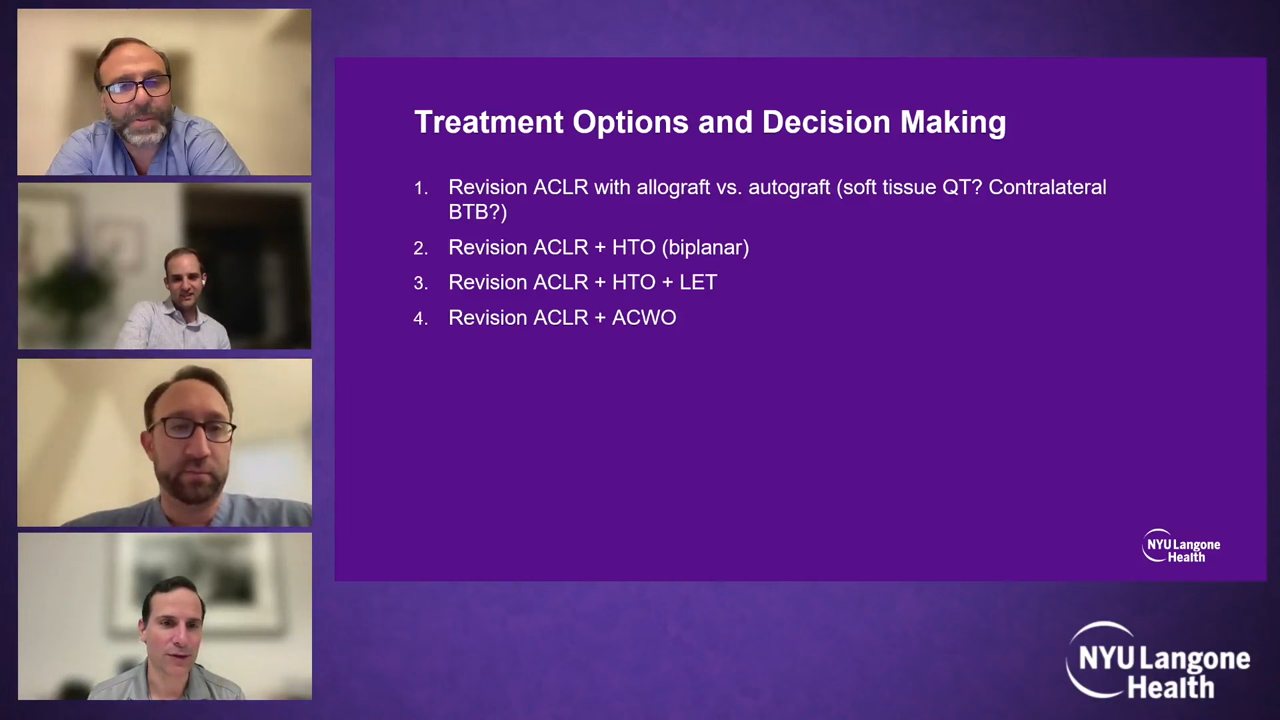 Treatment Options and Decision Making
1. Revision ACLR with allograft vs. autograft (soft tissue QT? Contralateral
BTB?)
2. Revision ACLR + HTO (biplanar)
3. Revision ACLR + HTO + LET
4. Revision ACLR + ACWO
NYU Langone
Health
NYU Langone
Health